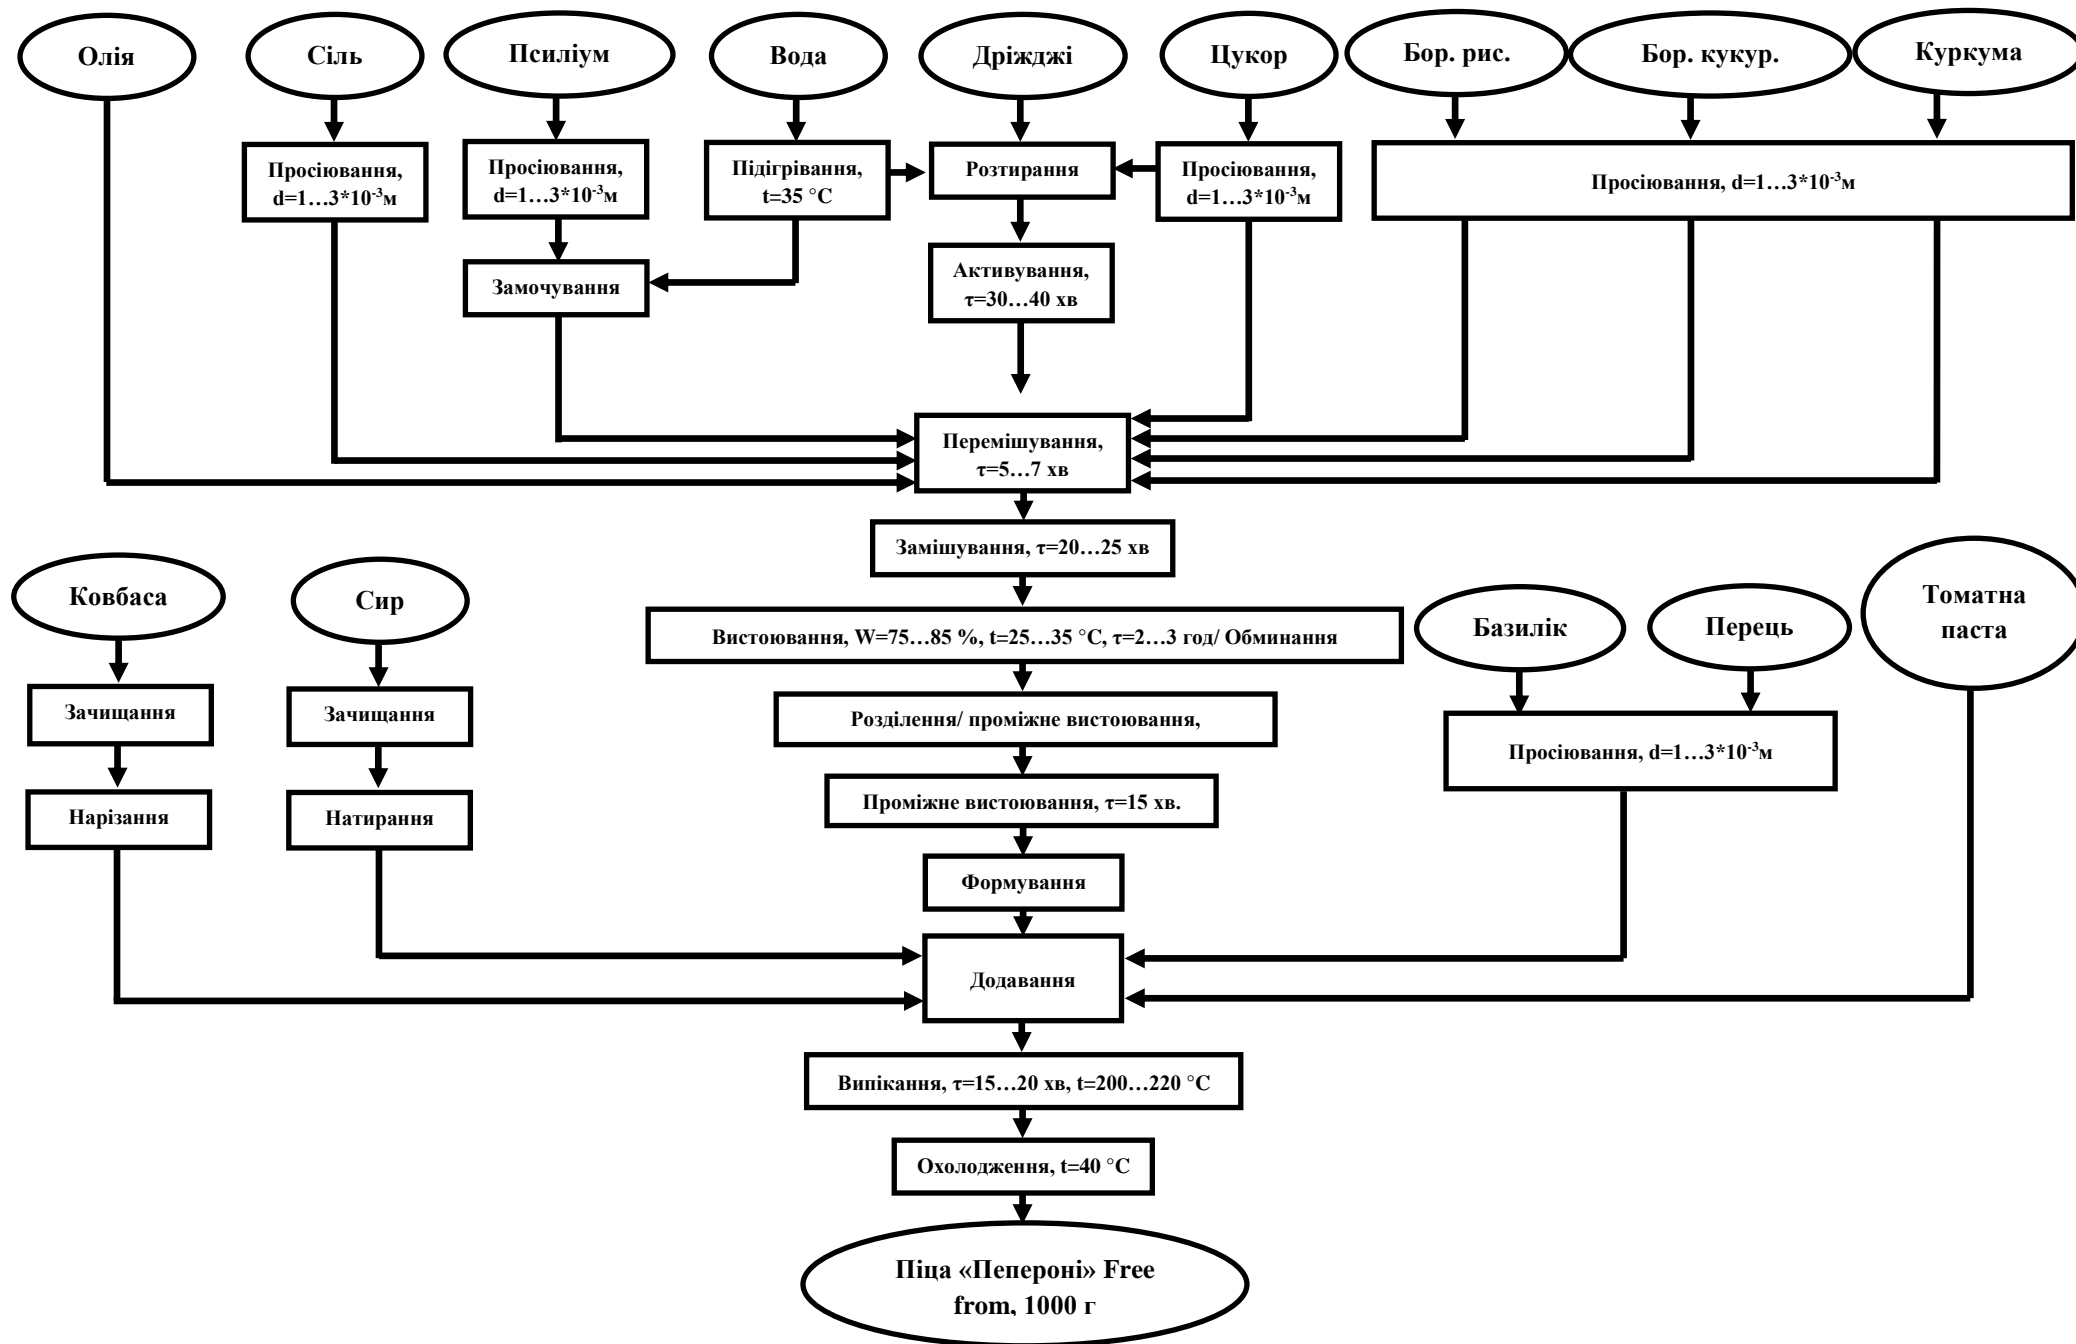 Олія
Сіль
Псиліум
Вода
Дріжджі
Цукор
Бор. рис.
Бор. кукур.
Куркума
Просіювання,
d=1…3*10⁻³м
Просіювання,
d=1…3*10⁻³м
Підігрівання,
t=35 °C
Розтирання
Просіювання,
d=1…3*10⁻³м
Просіювання, d=1…3*10⁻³м
Замочування
Активування,
τ=30…40 хв
Перемішування,
τ=5…7 хв
Замішування, τ=20…25 хв
Ковбаса
Сир
Вистоювання, W=75…85 %, t=25…35 °C, τ=2…3 год/ Обминання
Базилік
Перець
Томатна
паста
Зачищання
Зачищання
Розділення/ проміжне вистоювання,
Просіювання, d=1…3*10⁻³м
Нарізання
Натирання
Проміжне вистоювання, τ=15 хв.
Формування
Додавання
Випікання, τ=15…20 хв, t=200…220 °C
Охолодження, t=40 °C
Піца «Пепероні» Free
from, 1000 г